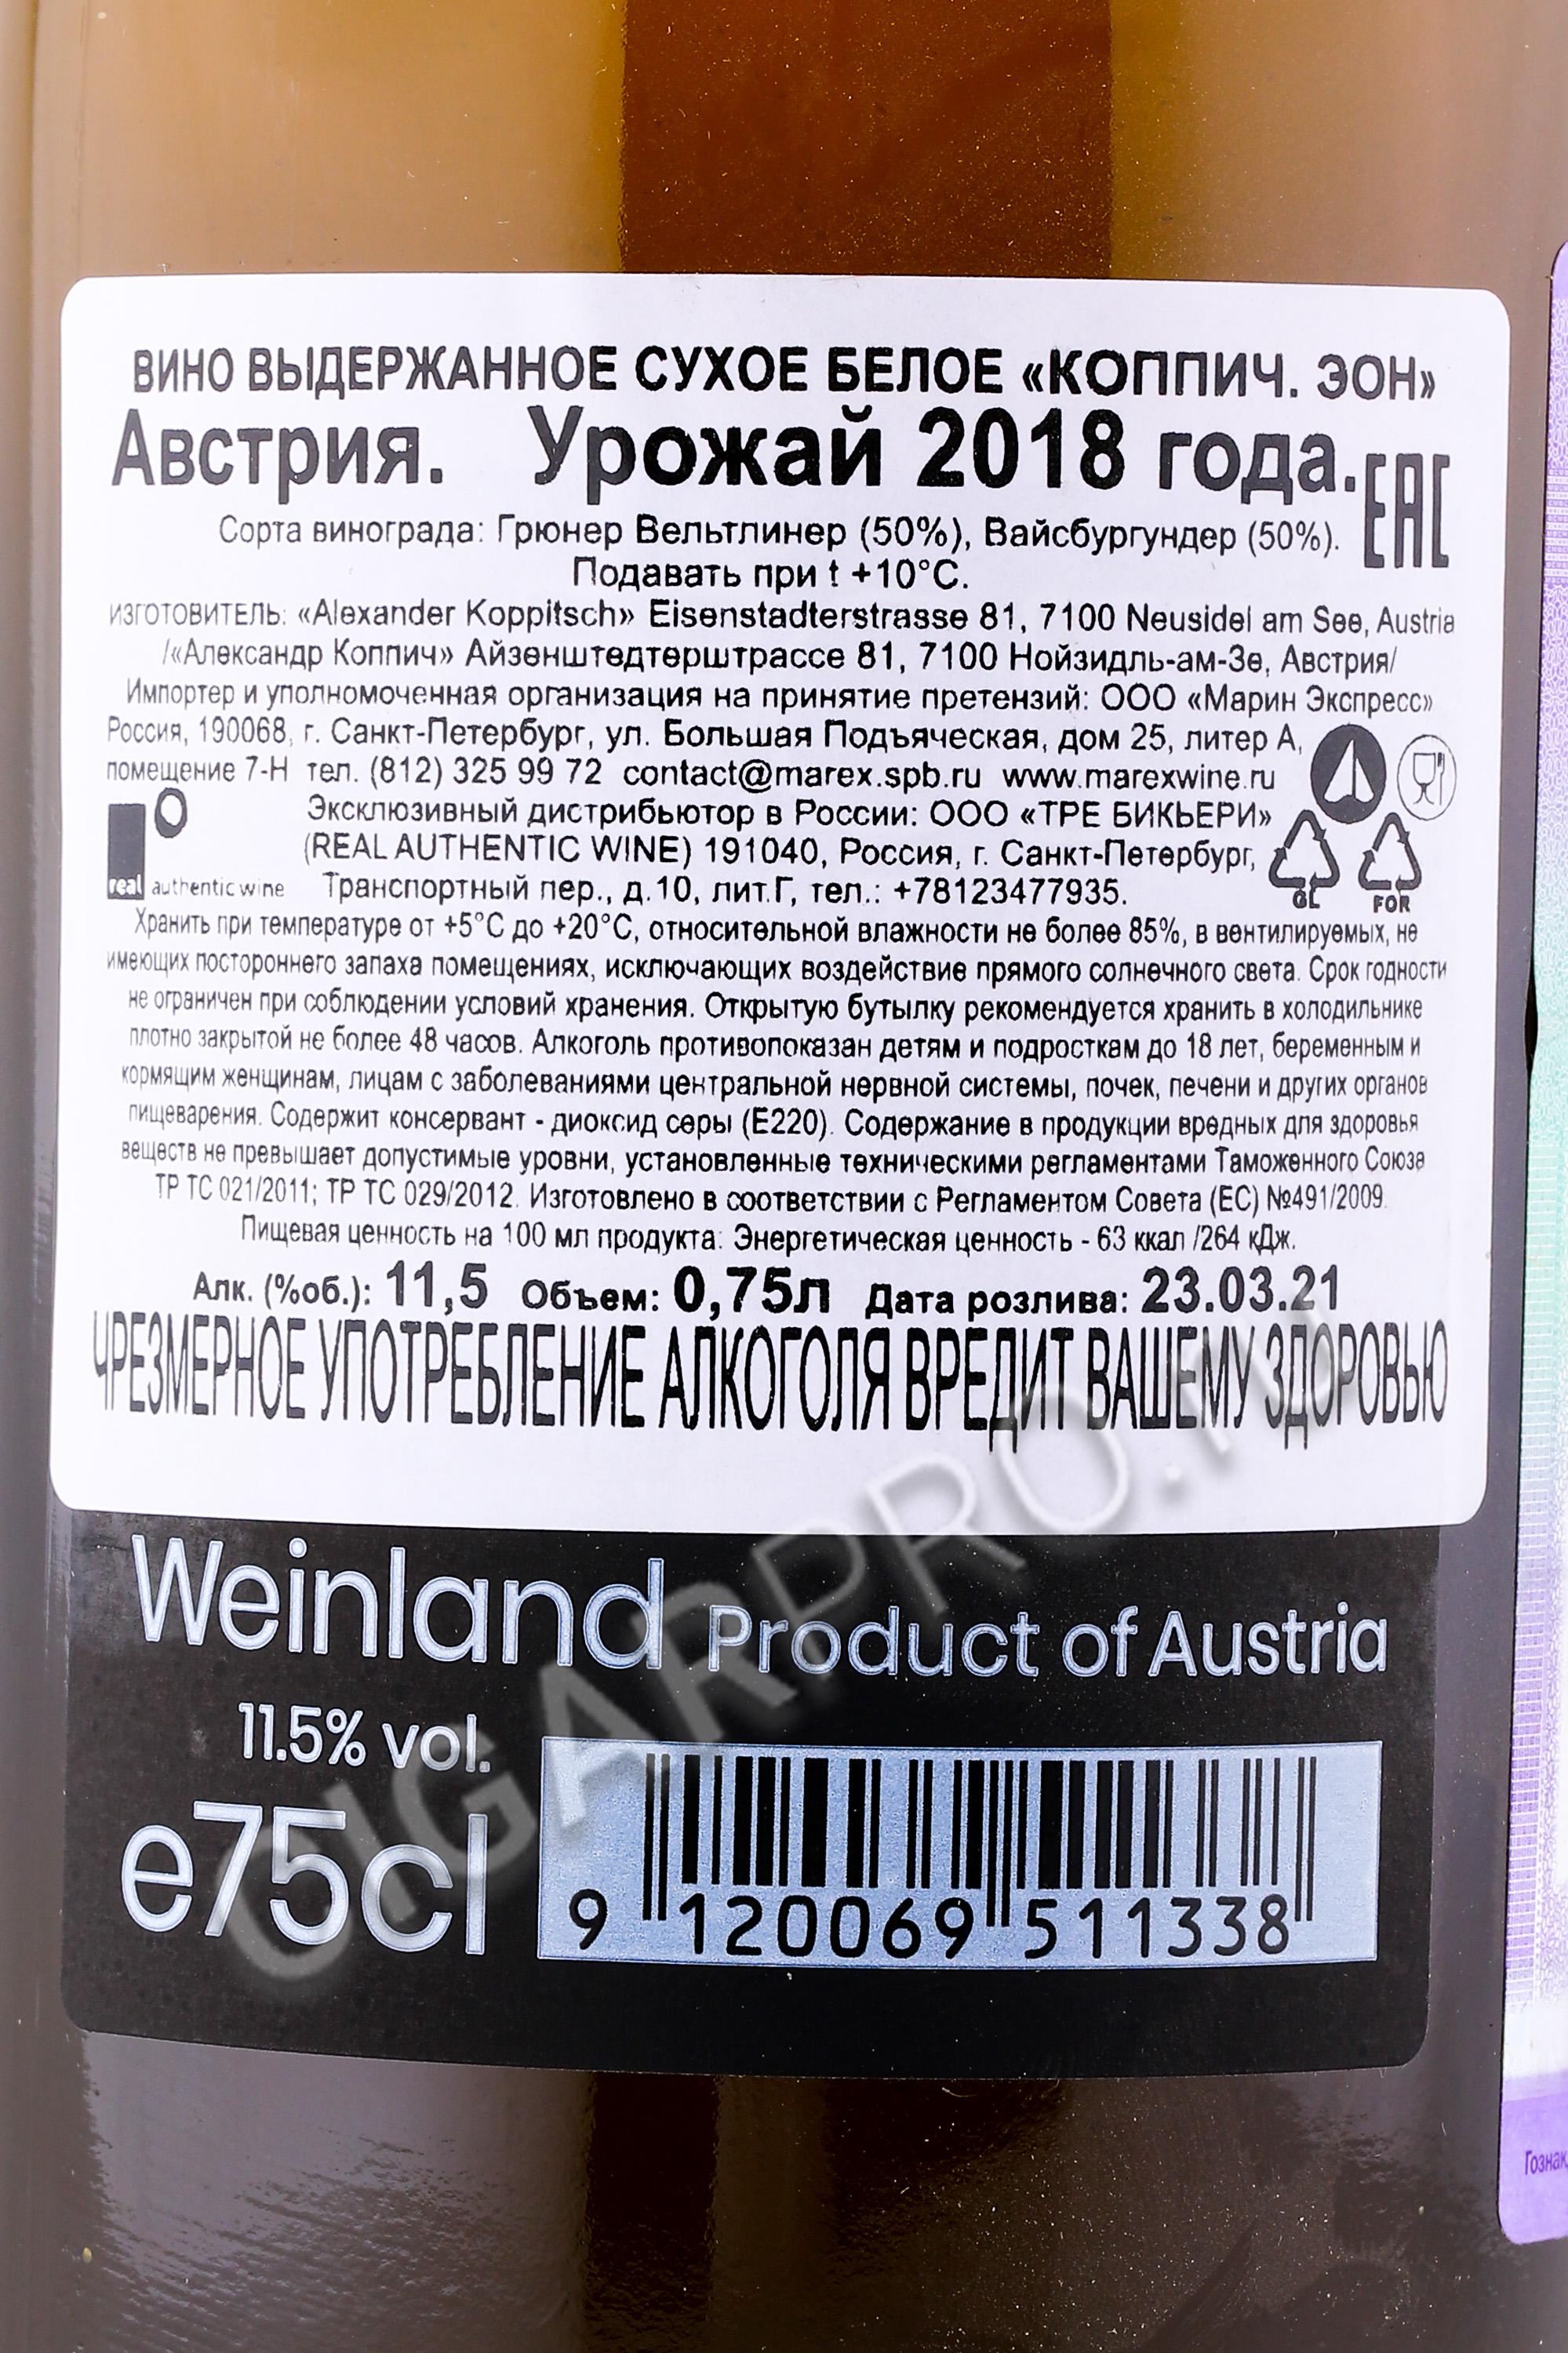 ВИНО ВЫДЕРЖАННОЕ СУХОЕ БЕЛОЕ «КОППИЧ. ЭОН»
Австрия. Урожай 2018 года.
EAC
Сорта винограда: Грюнер Вельтлинер (50%), Вайсбургундер (50%).
Подавать при t +10°C.
ИЗГОТОВИТЕЛЬ: «Alexander Koppitsch» Eisenstadterstrasse 81, 7100 Neusidel am See, Austria
/«Александр Коппич» Айзенштедтерштрассе 81, 7100 Нойзидль-ам-Зе, Австрия/
Импортер и уполномоченная организация на принятие претензий: ООО «Марин Экспресс»
Россия, 190068, г. Санкт-Петербург, ул. Большая Подъяческая, дом 25, литер А,
помещение 7-Н тел. (812) 325 99 72 contact@marex.spb.ru www.marexwine.ru
Эксклюзивный дистрибьютор в России: ООО «ТРЕ БИКЬЕРИ»
(REAL AUTHENTIC WINE) 191040, Россия, г. Санкт-Петербург,
real authentic wine
Транспортный пер., д.10, лит.Г, тел.: +78123477935.
GL FOR
Хранить при температуре от +5°С до +20°С, относительной влажности не более 85%, в вентилируемых, не
имеющих постороннего запаха помещениях, исключающих воздействие прямого солнечного света. Срок годности
не ограничен при соблюдении условий хранения. Открытую бутылку рекомендуется хранить в холодильнике
плотно закрытой не более 48 часов. Алкоголь противопоказан детям и подросткам до 18 лет, беременным и
кормящим женщинам, лицам с заболеваниями центральной нервной системы, почек, печени и других органов
пищеварения. Содержит консервант - диоксид серы (Е220). Содержание в продукции вредных для здоровья
веществ не превышает допустимые уровни, установленные техническими регламентами Таможенного Союза
ТР ТС 021/2011; ТР ТС 029/2012. Изготовлено в соответствии с Регламентом Совета (ЕС) №491/2009.
Пищевая ценность на 100 мл продукта: Энергетическая ценность - 63 ккал /264 кДж.
Алк. (%об.): 11,5 Объем: 0,75л Дата розлива: 23.03.21
ЧРЕЗМЕРНОЕ УПОТРЕБЛЕНИЕ АЛКОГОЛЯ ВРЕДИТ ВАШЕМУ ЗДОРОВЬЮ
CIGARPRO.RU
Weinland Product of Austria
11.5% vol.
e75cl
9 120069 511338
Гознак